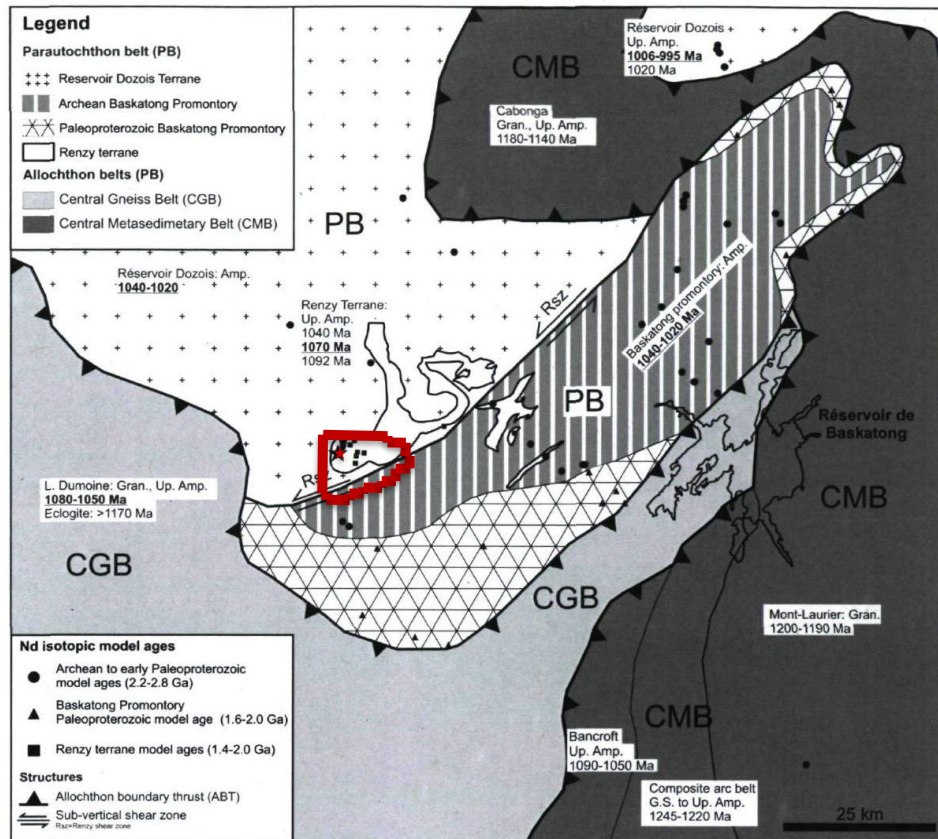 Legend
Parautochthon belt (PB)
Reservoir Dozois Terrane
Archean Baskatong Promontory
Paleoproterozoic Baskatong Promontory
Renzy terrane
Allochthon belts (PB)
Central Gneiss Belt (CGB)
Central Metasedimetary Belt (CMB)
Réservoir Dozois
Up. Amp.
1006-995 Ma
1020 Ma
CMB
Cabonga
Gran., Up. Amp.
1180-1140 Ma
PB
Réservoir Dozois: Amp.
1040-1020
Renzy Terrane:
Up. Amp.
1040 Ma
1070 Ma
1092 Ma
Rsz
Baskatong promontory: Amp.
1040-1020 Ma
PB
Réservoir de
Baskatong
Rsz
L. Dumoine: Gran., Up. Amp.
1080-1050 Ma
Eclogite: >1170 Ma
CMB
CGB
CGB
Mont-Laurier: Gran.
1200-1190 Ma
Nd isotopic model ages
Archean to early Paleoproterozoic
model ages (2.2-2.8 Ga)
Baskatong Promontory
Paleoproterozoic model age (1.6-2.0 Ga)
Renzy terrane model ages (1.4-2.0 Ga)
Structures
Allochthon boundary thrust (ABT)
Sub-vertical shear zone
Rsz=Renzy shear zone
CMB
Bancroft
Up. Amp.
1090-1050 Ma
Composite arc belt
G.S. to Up. Amp.
1245-1220 Ma
25 km